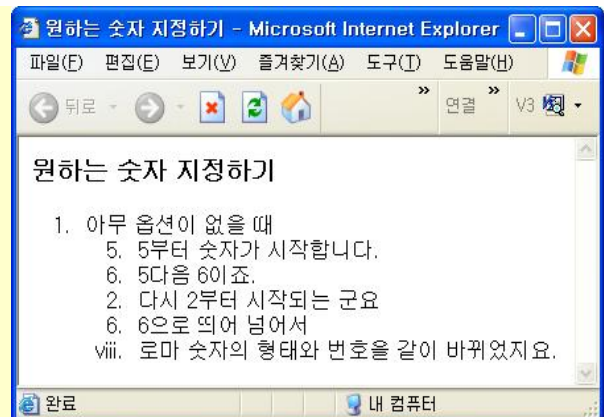 원하는 숫자 지정하기 - Microsoft Internet Explorer
파일(F) 편집(E) 보기(V) 즐겨찾기(A) 도구(T) 도움말(H)
뒤로 » 연결 » V3
원하는 숫자 지정하기
1. 아무 옵션이 없을 때
5. 5부터 숫자가 시작합니다.
6. 5다음 6이죠.
2. 다시 2부터 시작되는 군요
6. 6으로 띄어 넘어서
viii. 로마 숫자의 형태와 번호을 같이 바뀌었지요.
완료 내 컴퓨터